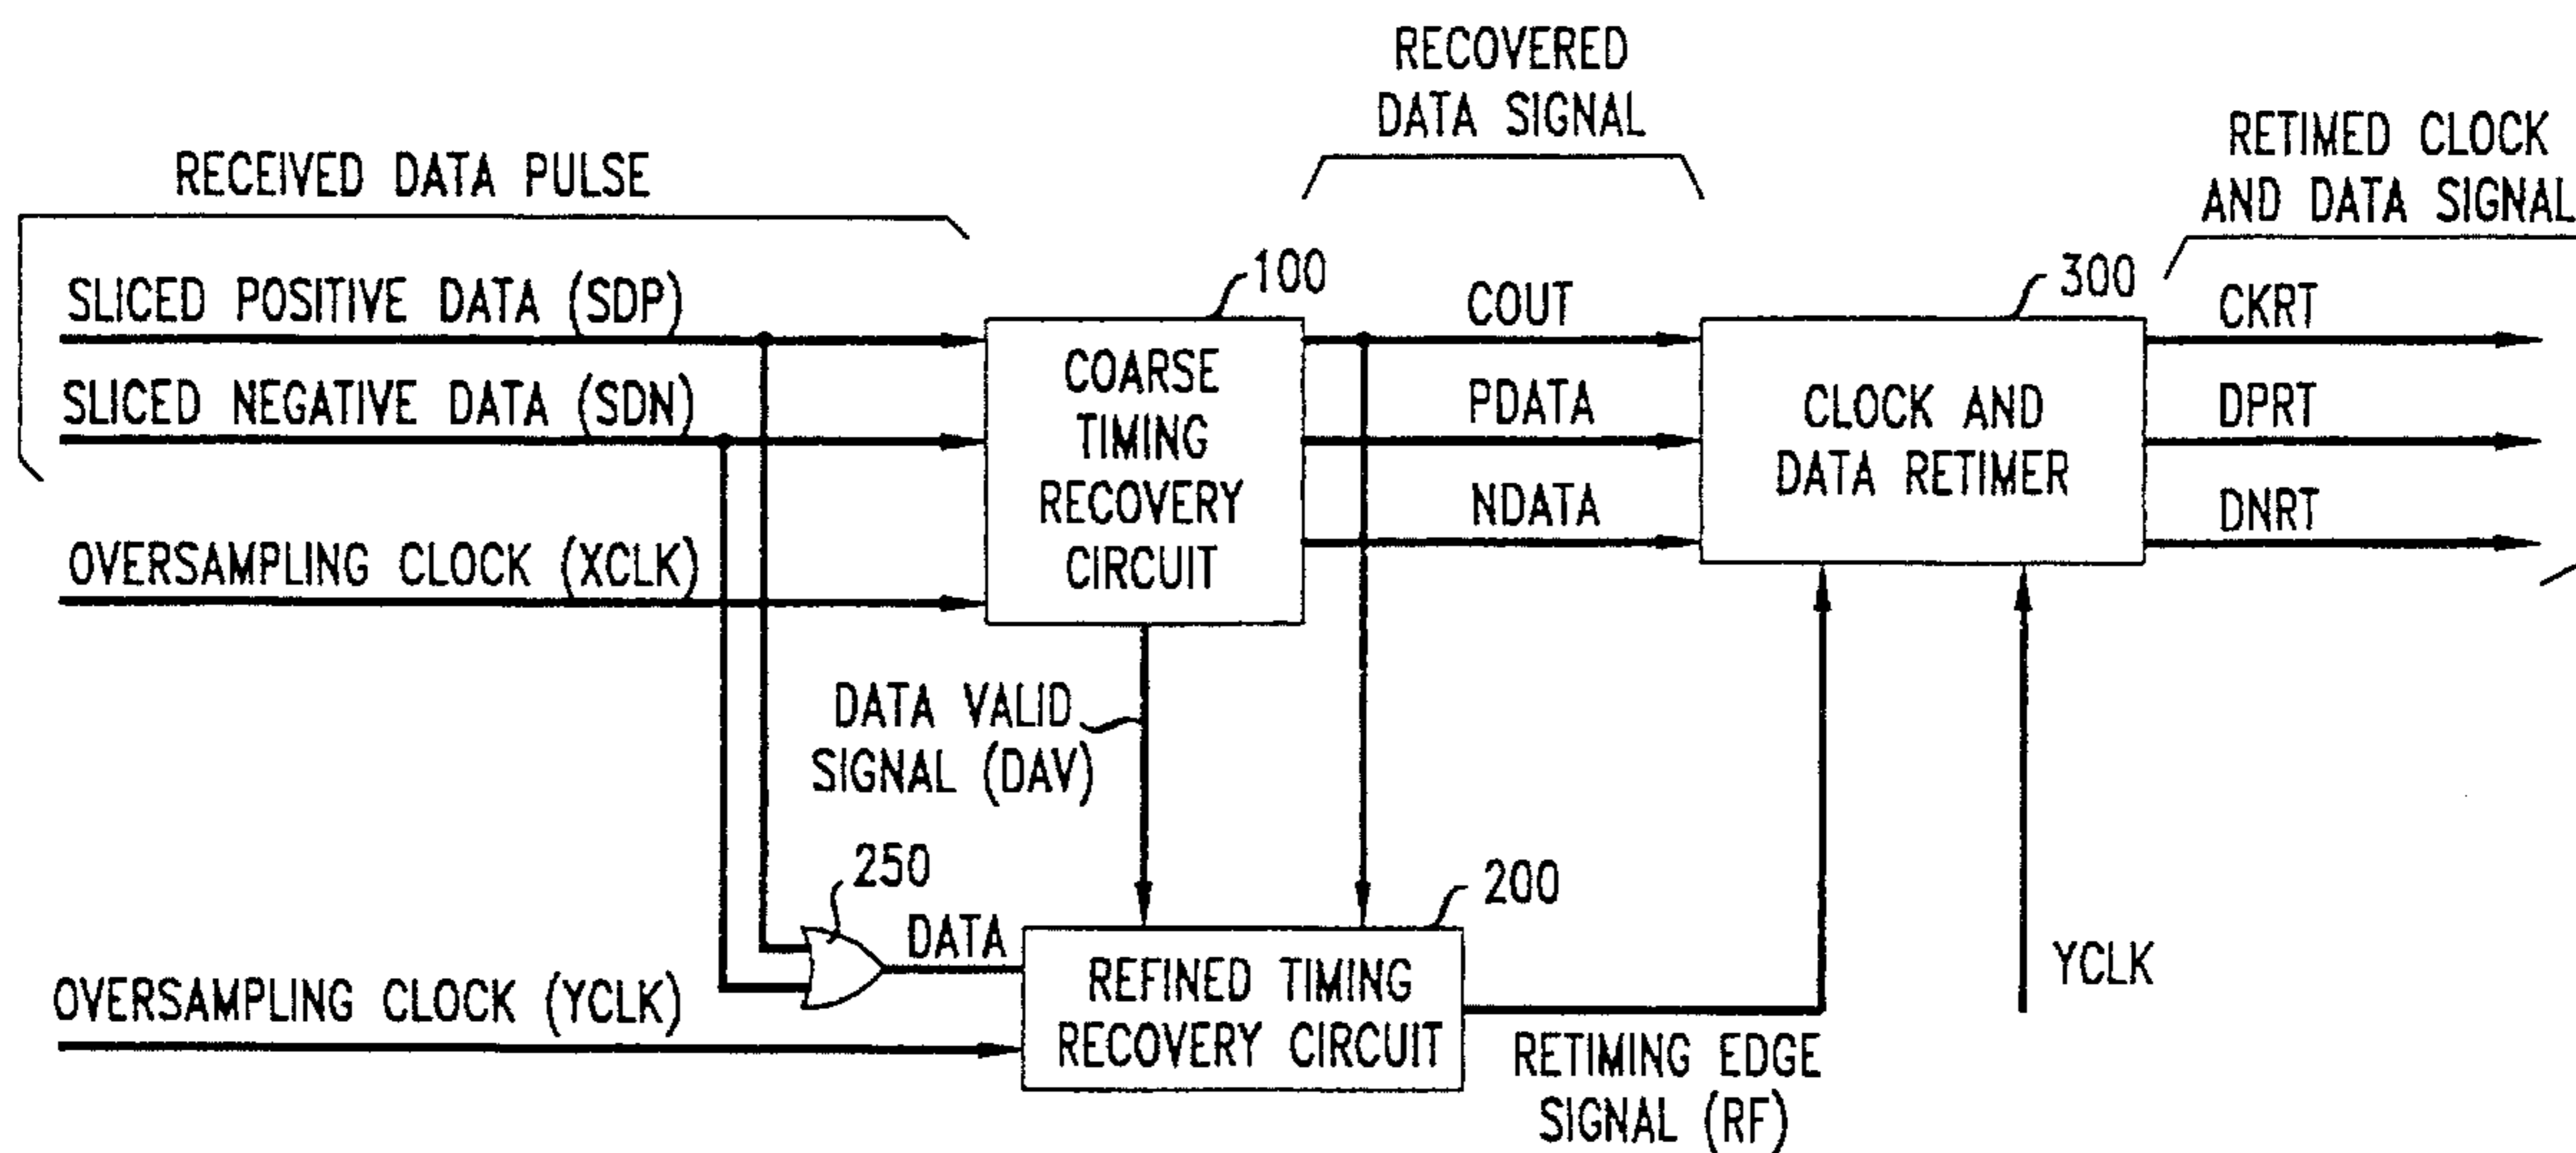 RECOVERED
DATA SIGNAL
RETIMED CLOCK
AND DATA SIGNAL
RECEIVED DATA PULSE
SLICED POSITIVE DATA (SDP)
SLICED NEGATIVE DATA (SDN)
OVERSAMPLING CLOCK (XCLK)
100
COARSE
TIMING
RECOVERY
CIRCUIT
COUT
PDATA
NDATA
300
CLOCK AND
DATA RETIMER
CKRT
DPRT
DNRT
DATA VALID
SIGNAL (DAV)
250
DATA
200
REFINED TIMING
RECOVERY CIRCUIT
OVERSAMPLING CLOCK (YCLK)
YCLK
RETIMING EDGE
SIGNAL (RF)